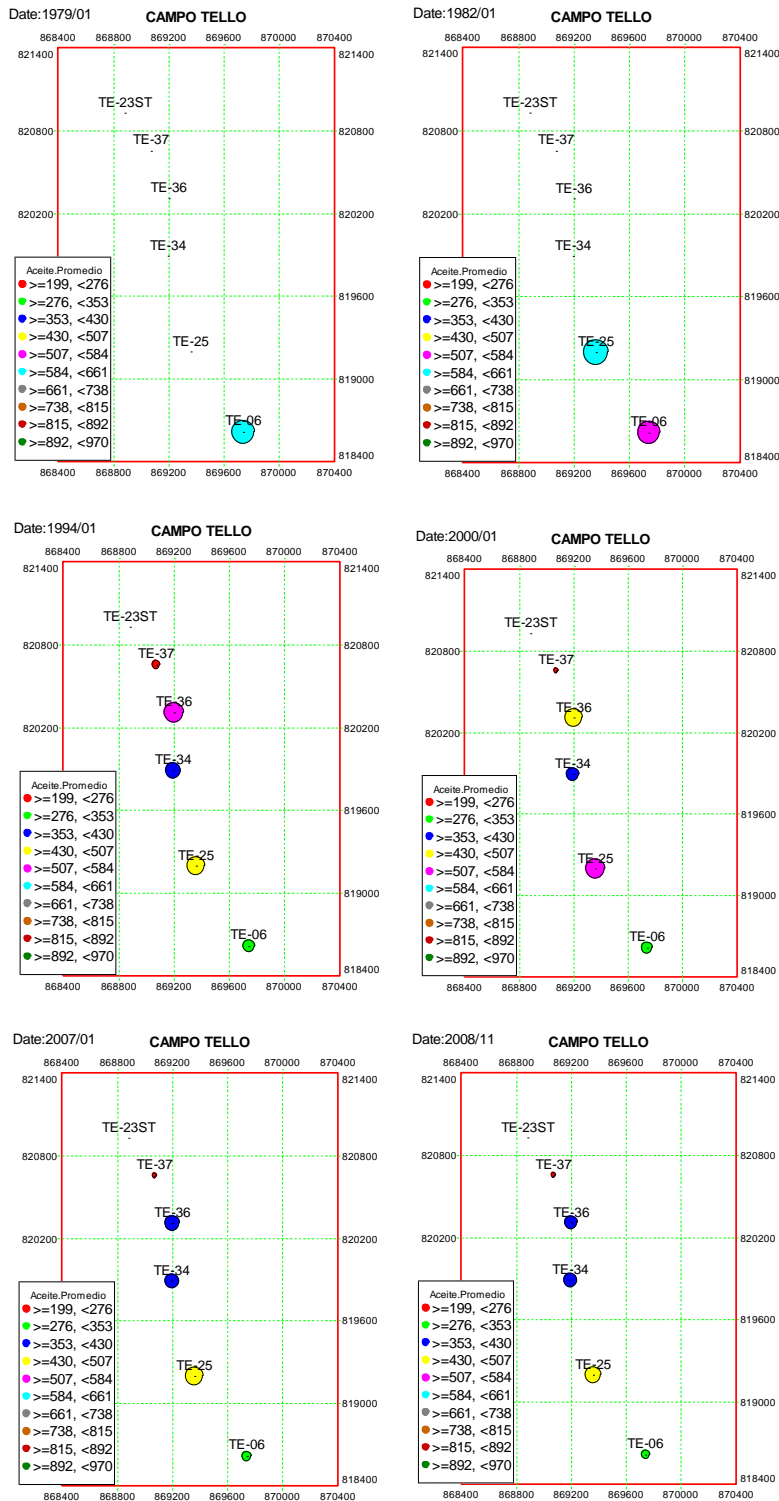 Date:1979/01 CAMPO TELLO
868400 868800 869200 869600 870000 870400
821400 821400
TE-23ST
820800 820800
TE-37
TE-36
820200 820200
TE-34
819600 819600
TE-25
819000
TE-06
818400
868400 868800 869200 869600 870000 870400
Aceite.Promedio
>=199, <276
>=276, <353
>=353, <430
>=430, <507
>=507, <584
>=584, <661
>=661, <738
>=738, <815
>=815, <892
>=892, <970
Date:1982/01 CAMPO TELLO
868400 868800 869200 869600 870000 870400
821400 821400
TE-23ST
820800 820800
TE-37
TE-36
820200 820200
TE-34
819600
TE-25
819000
TE-06
818400
868400 868800 869200 869600 870000 870400
Aceite.Promedio
>=199, <276
>=276, <353
>=353, <430
>=430, <507
>=507, <584
>=584, <661
>=661, <738
>=738, <815
>=815, <892
>=892, <970
Date:1994/01 CAMPO TELLO
868400 868800 869200 869600 870000 870400
821400 821400
TE-23ST
820800 820800
TE-37
TE-36
820200 820200
TE-34
819600
TE-25
819000
TE-06
818400
868400 868800 869200 869600 870000 870400
Aceite.Promedio
>=199, <276
>=276, <353
>=353, <430
>=430, <507
>=507, <584
>=584, <661
>=661, <738
>=738, <815
>=815, <892
>=892, <970
Date:2000/01 CAMPO TELLO
868400 868800 869200 869600 870000 870400
821400 821400
TE-23ST
820800 820800
TE-37
TE-36
820200 820200
TE-34
819600
TE-25
819000
TE-06
818400
868400 868800 869200 869600 870000 870400
Aceite.Promedio
>=199, <276
>=276, <353
>=353, <430
>=430, <507
>=507, <584
>=584, <661
>=661, <738
>=738, <815
>=815, <892
>=892, <970
Date:2007/01 CAMPO TELLO
868400 868800 869200 869600 870000 870400
821400 821400
TE-23ST
820800 820800
TE-37
TE-36
820200 820200
TE-34
819600
TE-25
819000
TE-06
818400
868400 868800 869200 869600 870000 870400
Aceite.Promedio
>=199, <276
>=276, <353
>=353, <430
>=430, <507
>=507, <584
>=584, <661
>=661, <738
>=738, <815
>=815, <892
>=892, <970
Date:2008/11 CAMPO TELLO
868400 868800 869200 869600 870000 870400
821400 821400
TE-23ST
820800 820800
TE-37
TE-36
820200 820200
TE-34
819600
TE-25
819000
TE-06
818400
868400 868800 869200 869600 870000 870400
Aceite.Promedio
>=199, <276
>=276, <353
>=353, <430
>=430, <507
>=507, <584
>=584, <661
>=661, <738
>=738, <815
>=815, <892
>=892, <970